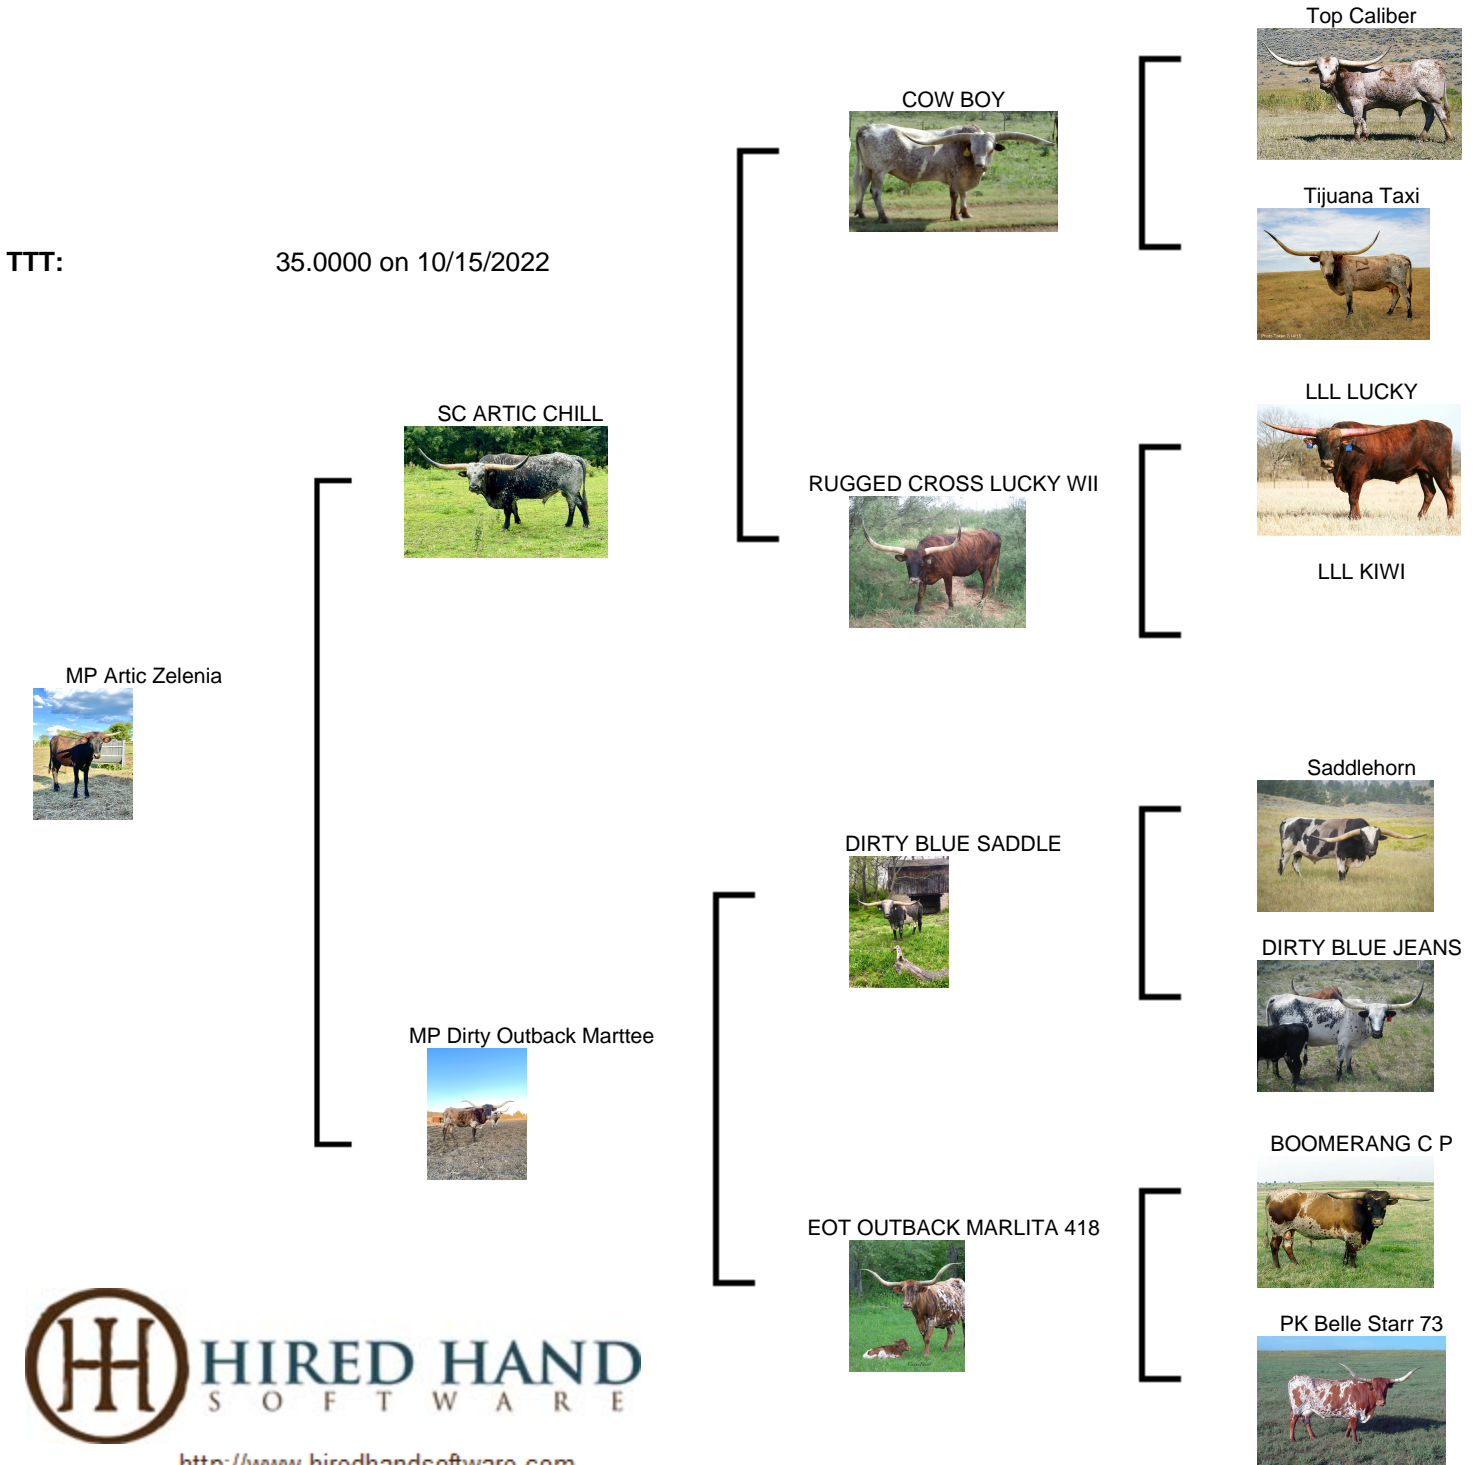 Top Caliber
COW BOY
Tijuana Taxi
TTT: 35.0000 on 10/15/2022
LLL LUCKY
SC ARTIC CHILL
RUGGED CROSS LUCKY WII
LLL KIWI
MP Artic Zelenia
Saddlehorn
DIRTY BLUE SADDLE
DIRTY BLUE JEANS
MP Dirty Outback Marttee
BOOMERANG C P
EOT OUTBACK MARLITA 418
PK Belle Starr 73
HIRED HAND
SOFTWARE
http://www.hiredhandsoftware.com